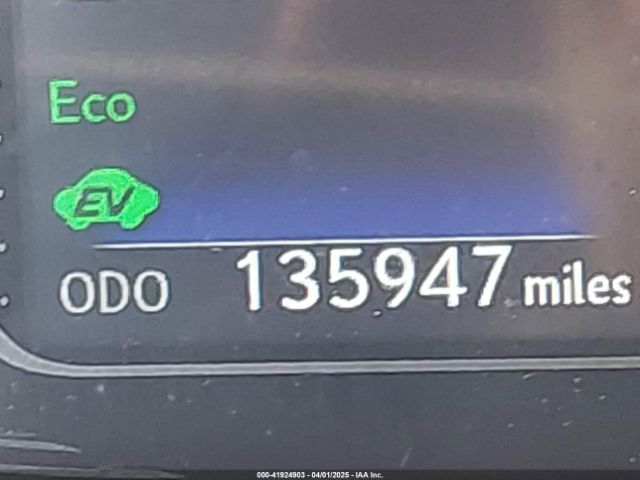 Eco
EV
ODO 135947 miles
000-41924903 - 04/01/2025 - IAA Inc.